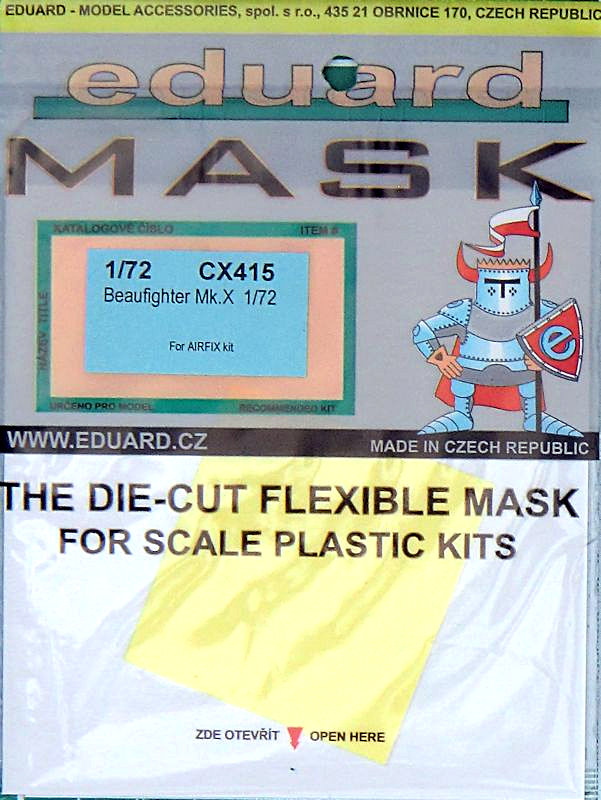 EDUARD - MODEL ACCESSORIES, spol. s r.o., 435 21 OBRNICE 170, CZECH REPUBLIC
eduard
MASK
KATALOGOVÉ ČÍSLO ITEM #
NÁZEV TITLE
1/72 CX415
Beaufighter Mk.X 1/72
For AIRFIX kit
URČENO PRO MODEL RECOMMENDED KIT
e
WWW.EDUARD.CZ MADE IN CZECH REPUBLIC
THE DIE-CUT FLEXIBLE MASK
FOR SCALE PLASTIC KITS
ZDE OTEVŘÍT OPEN HERE